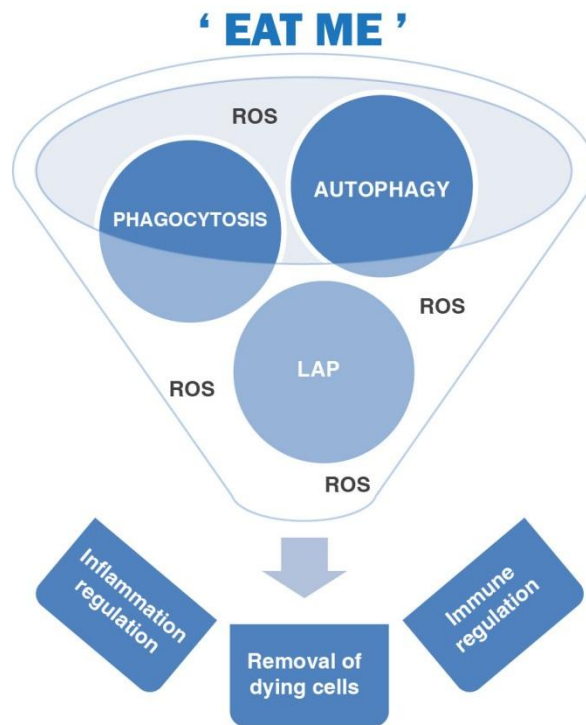 ‘ EAT ME ’
ROS
AUTOPHAGY
PHAGOCYTOSIS
ROS
LAP
ROS
ROS
Inflammation
regulation
Immune
regulation
Removal of
dying cells